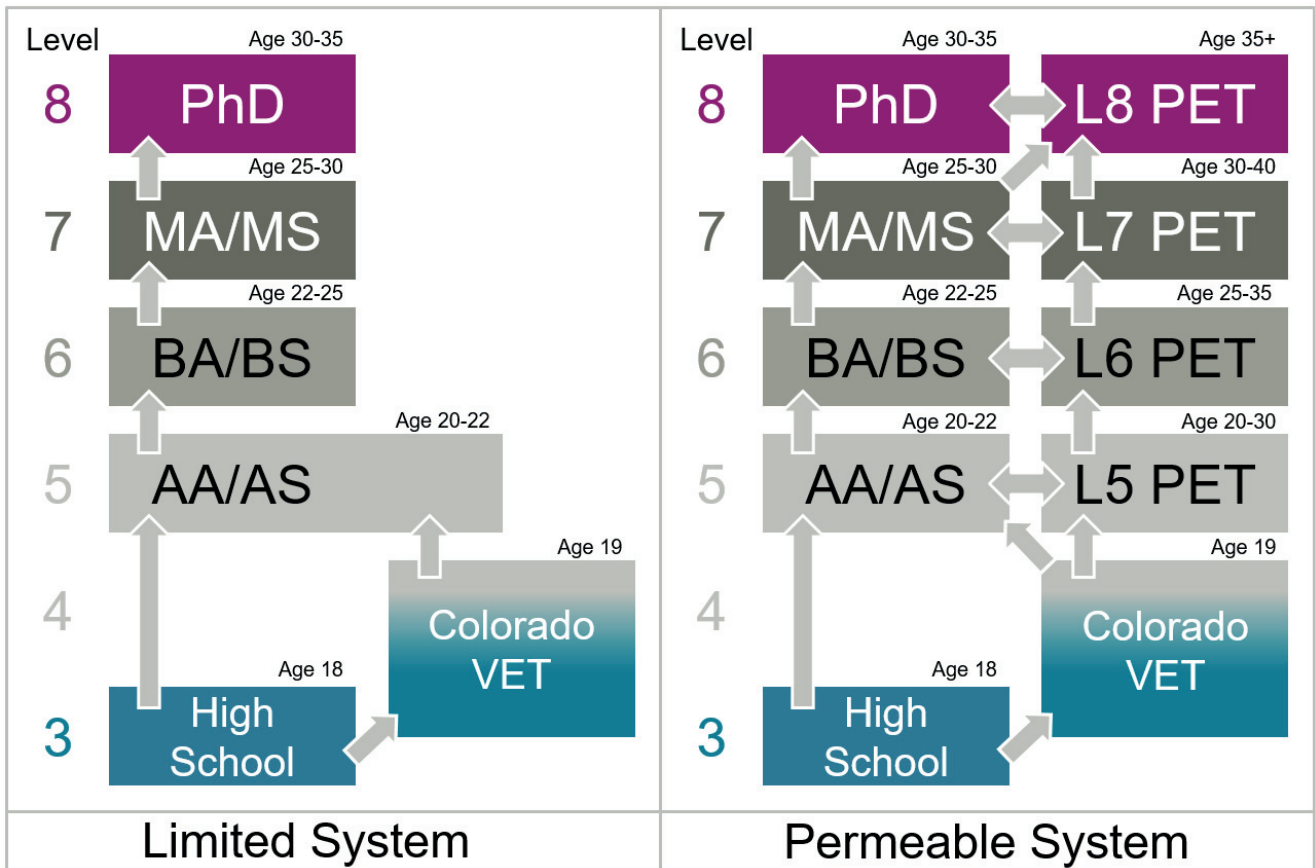 Level
Age 30-35
8
PhD
Age 25-30
7
MA/MS
Age 22-25
6
BA/BS
Age 20-22
5
AA/AS
Age 19
4
Colorado
VET
Age 18
3
High
School
Limited System
Level
Age 30-35
Age 35+
8
PhD
L8 PET
Age 25-30
Age 30-40
7
MA/MS
L7 PET
Age 22-25
Age 25-35
6
BA/BS
L6 PET
Age 20-22
Age 20-30
5
AA/AS
L5 PET
Age 19
4
Colorado
VET
Age 18
3
High
School
Permeable System